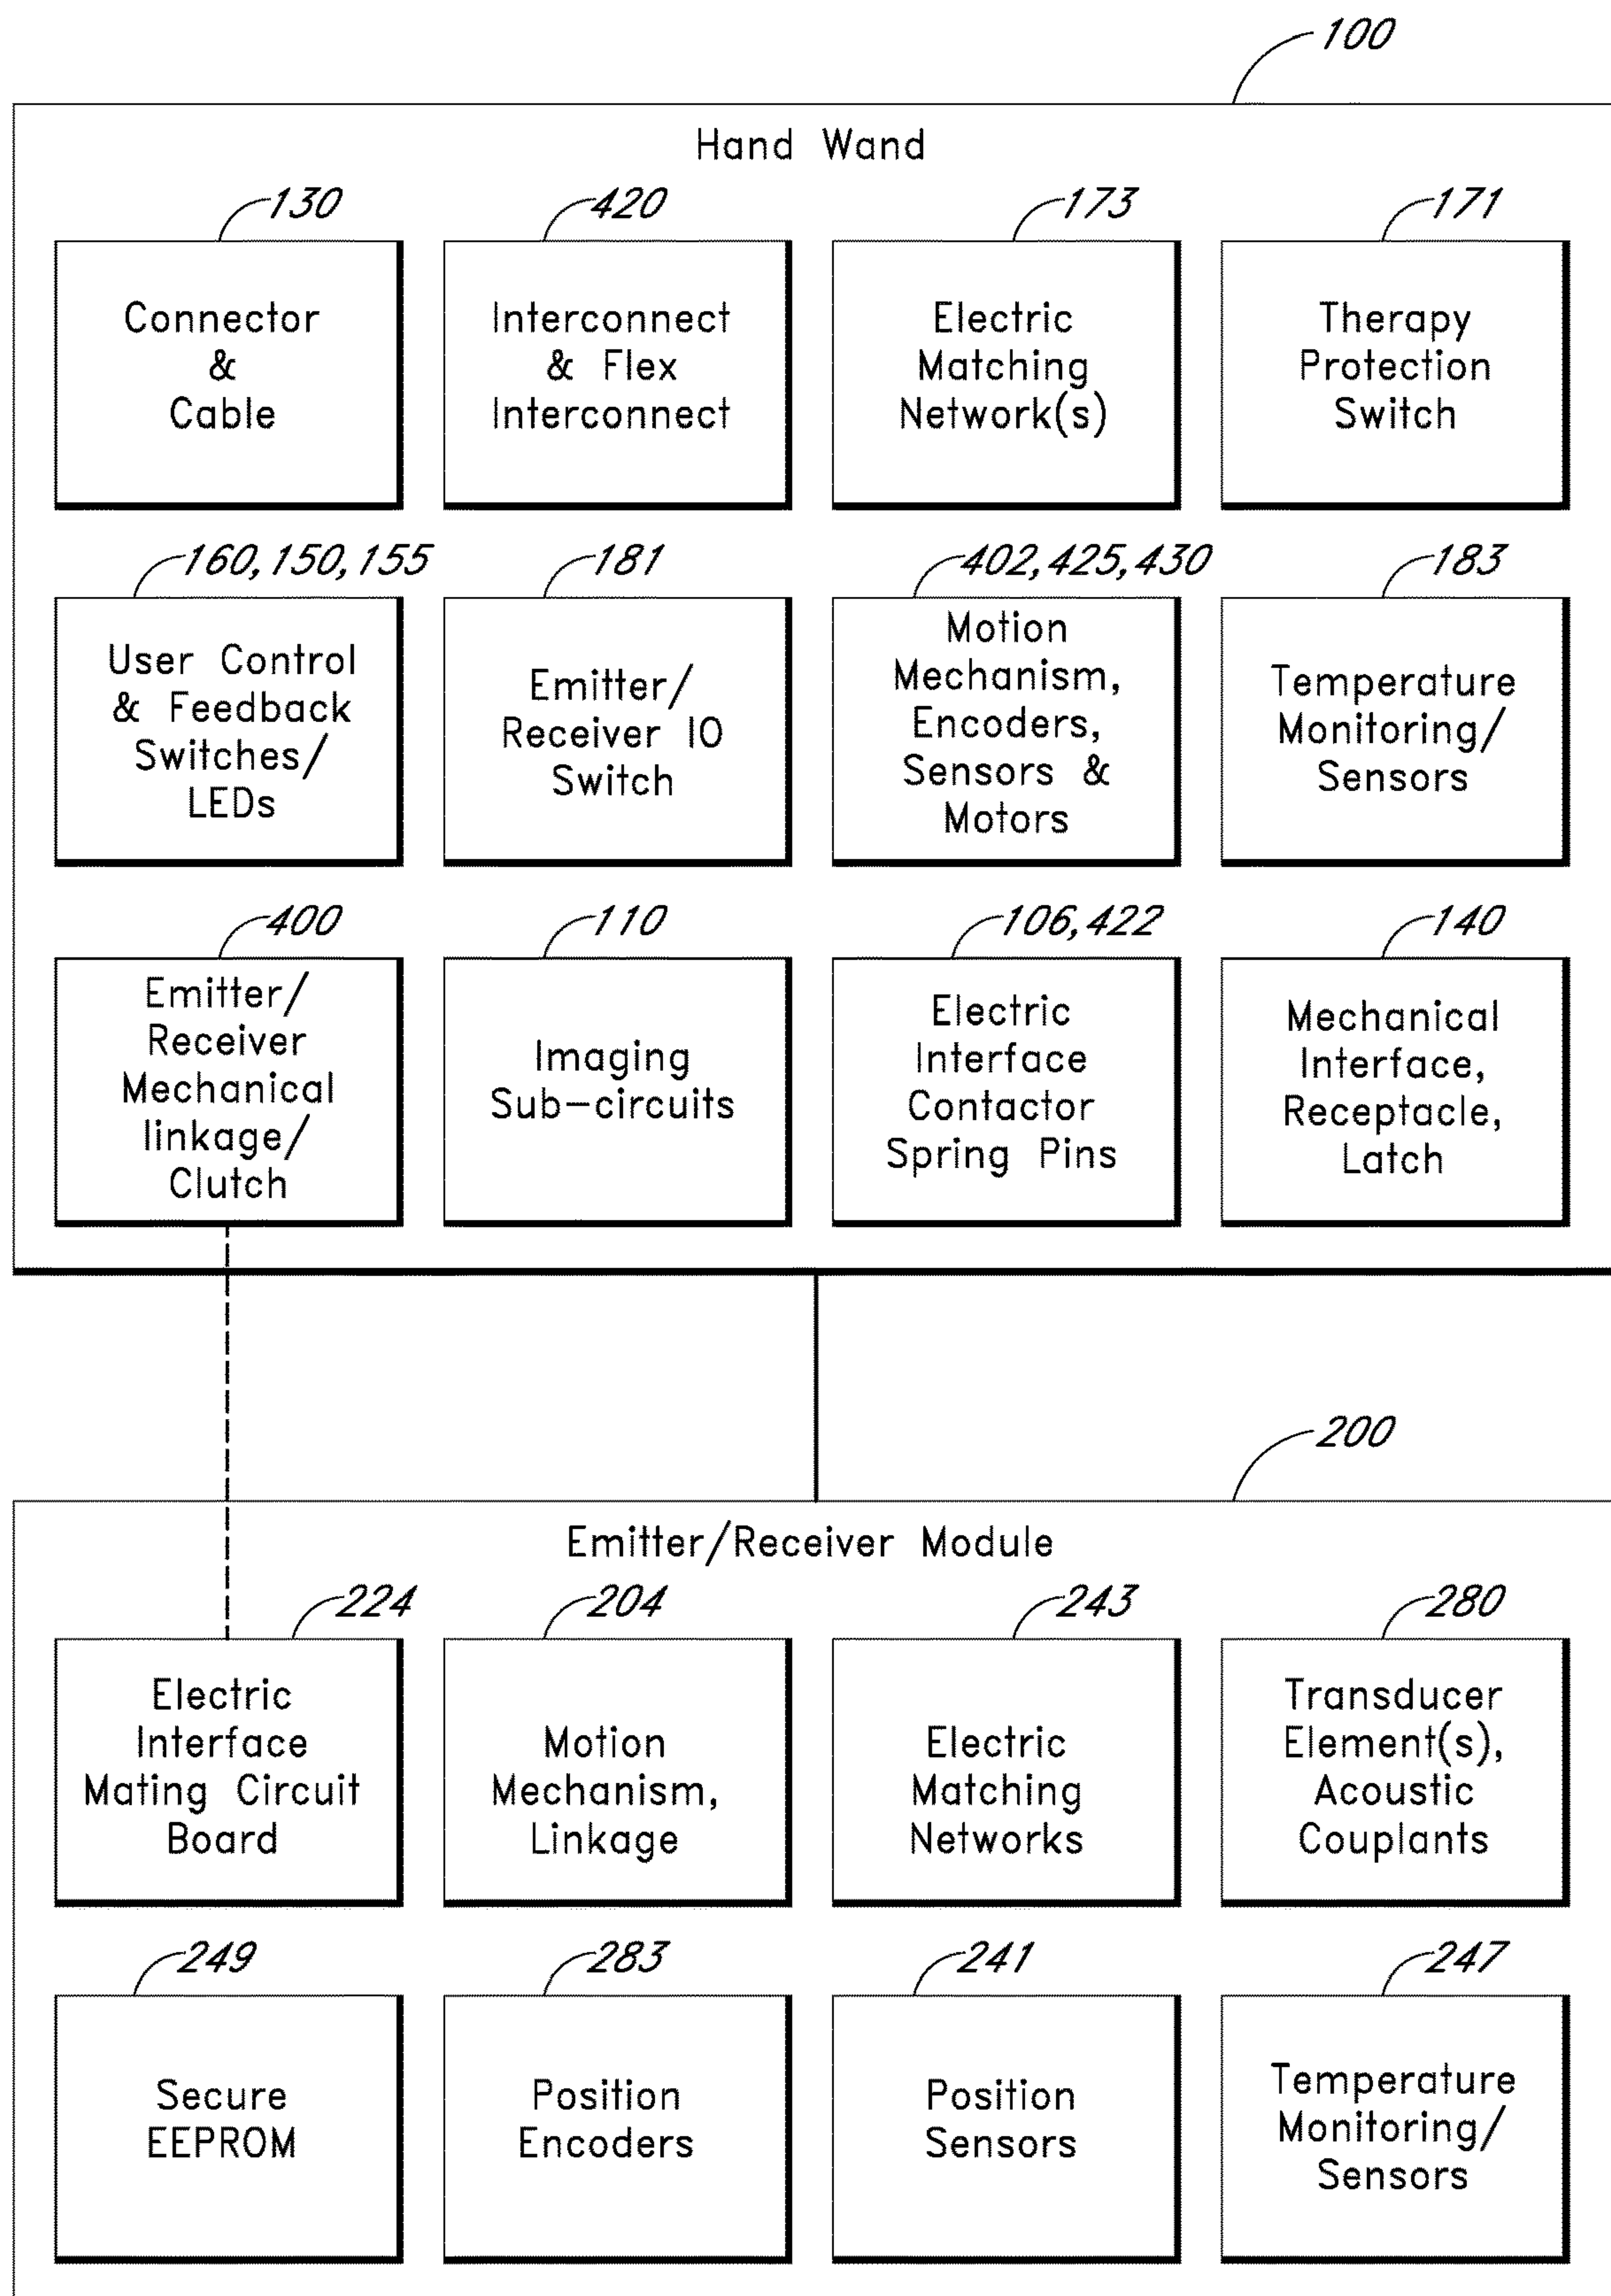 100
Hand Wand
130
420
173
171
Connector
&
Cable
Interconnect
& Flex
Interconnect
Electric
Matching
Network(s)
Therapy
Protection
Switch
160, 150, 155
181
402, 425, 430
183
User Control
& Feedback
Switches/
LEDs
Emitter/
Receiver IO
Switch
Motion
Mechanism,
Encoders,
Sensors &
Motors
Temperature
Monitoring/
Sensors
400
110
106, 422
140
Emitter/
Receiver
Mechanical
linkage/
Clutch
Imaging
Sub-circuits
Electric
Interface
Contactor
Spring Pins
Mechanical
Interface,
Receptacle,
Latch
200
Emitter/Receiver Module
224
204
243
280
Electric
Interface
Mating Circuit
Board
Motion
Mechanism,
Linkage
Electric
Matching
Networks
Transducer
Element(s),
Acoustic
Couplants
249
283
241
247
Secure
EEPROM
Position
Encoders
Position
Sensors
Temperature
Monitoring/
Sensors